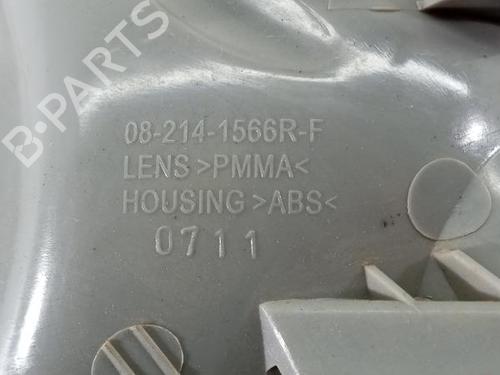 B-PARTS
08-214-1566R-F
LENS >PMMA<
HOUSING >ABS<
0711